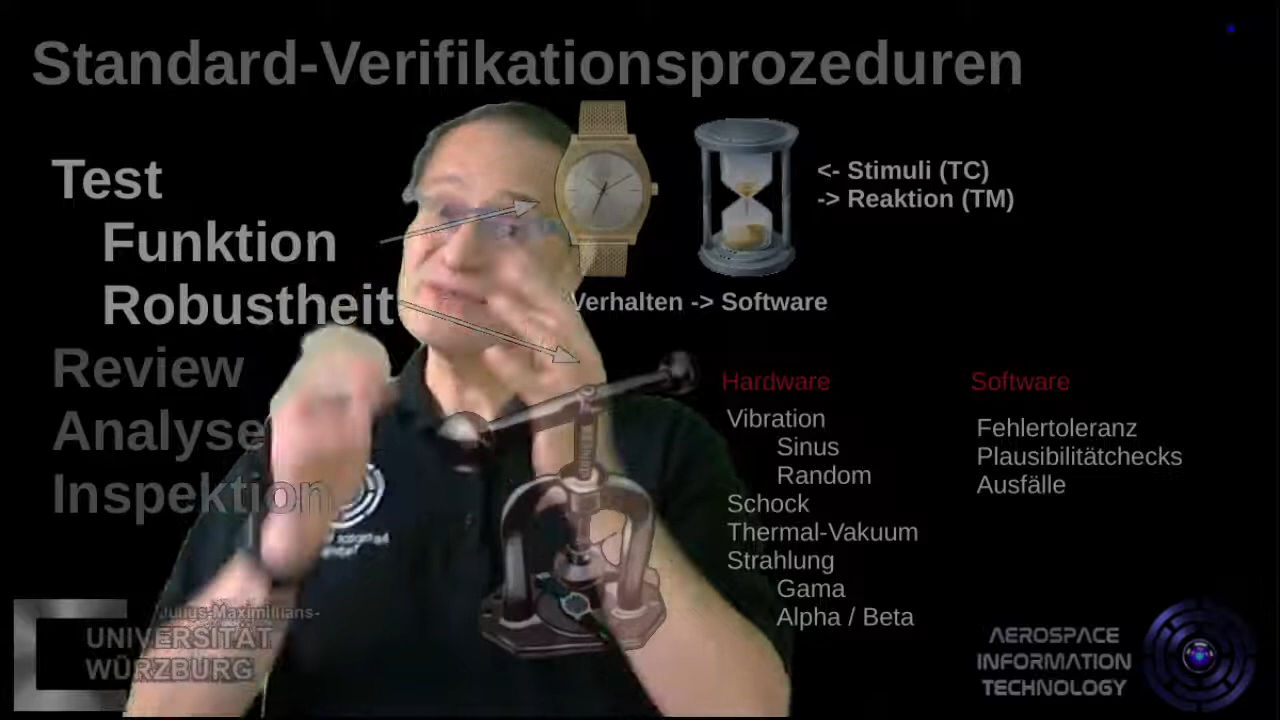 Standard-Verifikationsprozeduren
Test
Funktion
Robustheit
Review
Analyse
Inspektion
<- Stimuli (TC)
-> Reaktion (TM)
Verhalten -> Software
Hardware
Vibration
Sinus
Random
Schock
Thermal-Vakuum
Strahlung
Gama
Alpha / Beta
Software
Fehlertoleranz
Plausibilitätchecks
Ausfälle
Julius-Maximilians-
UNIVERSITÄT
WÜRZBURG
AEROSPACE
INFORMATION
TECHNOLOGY